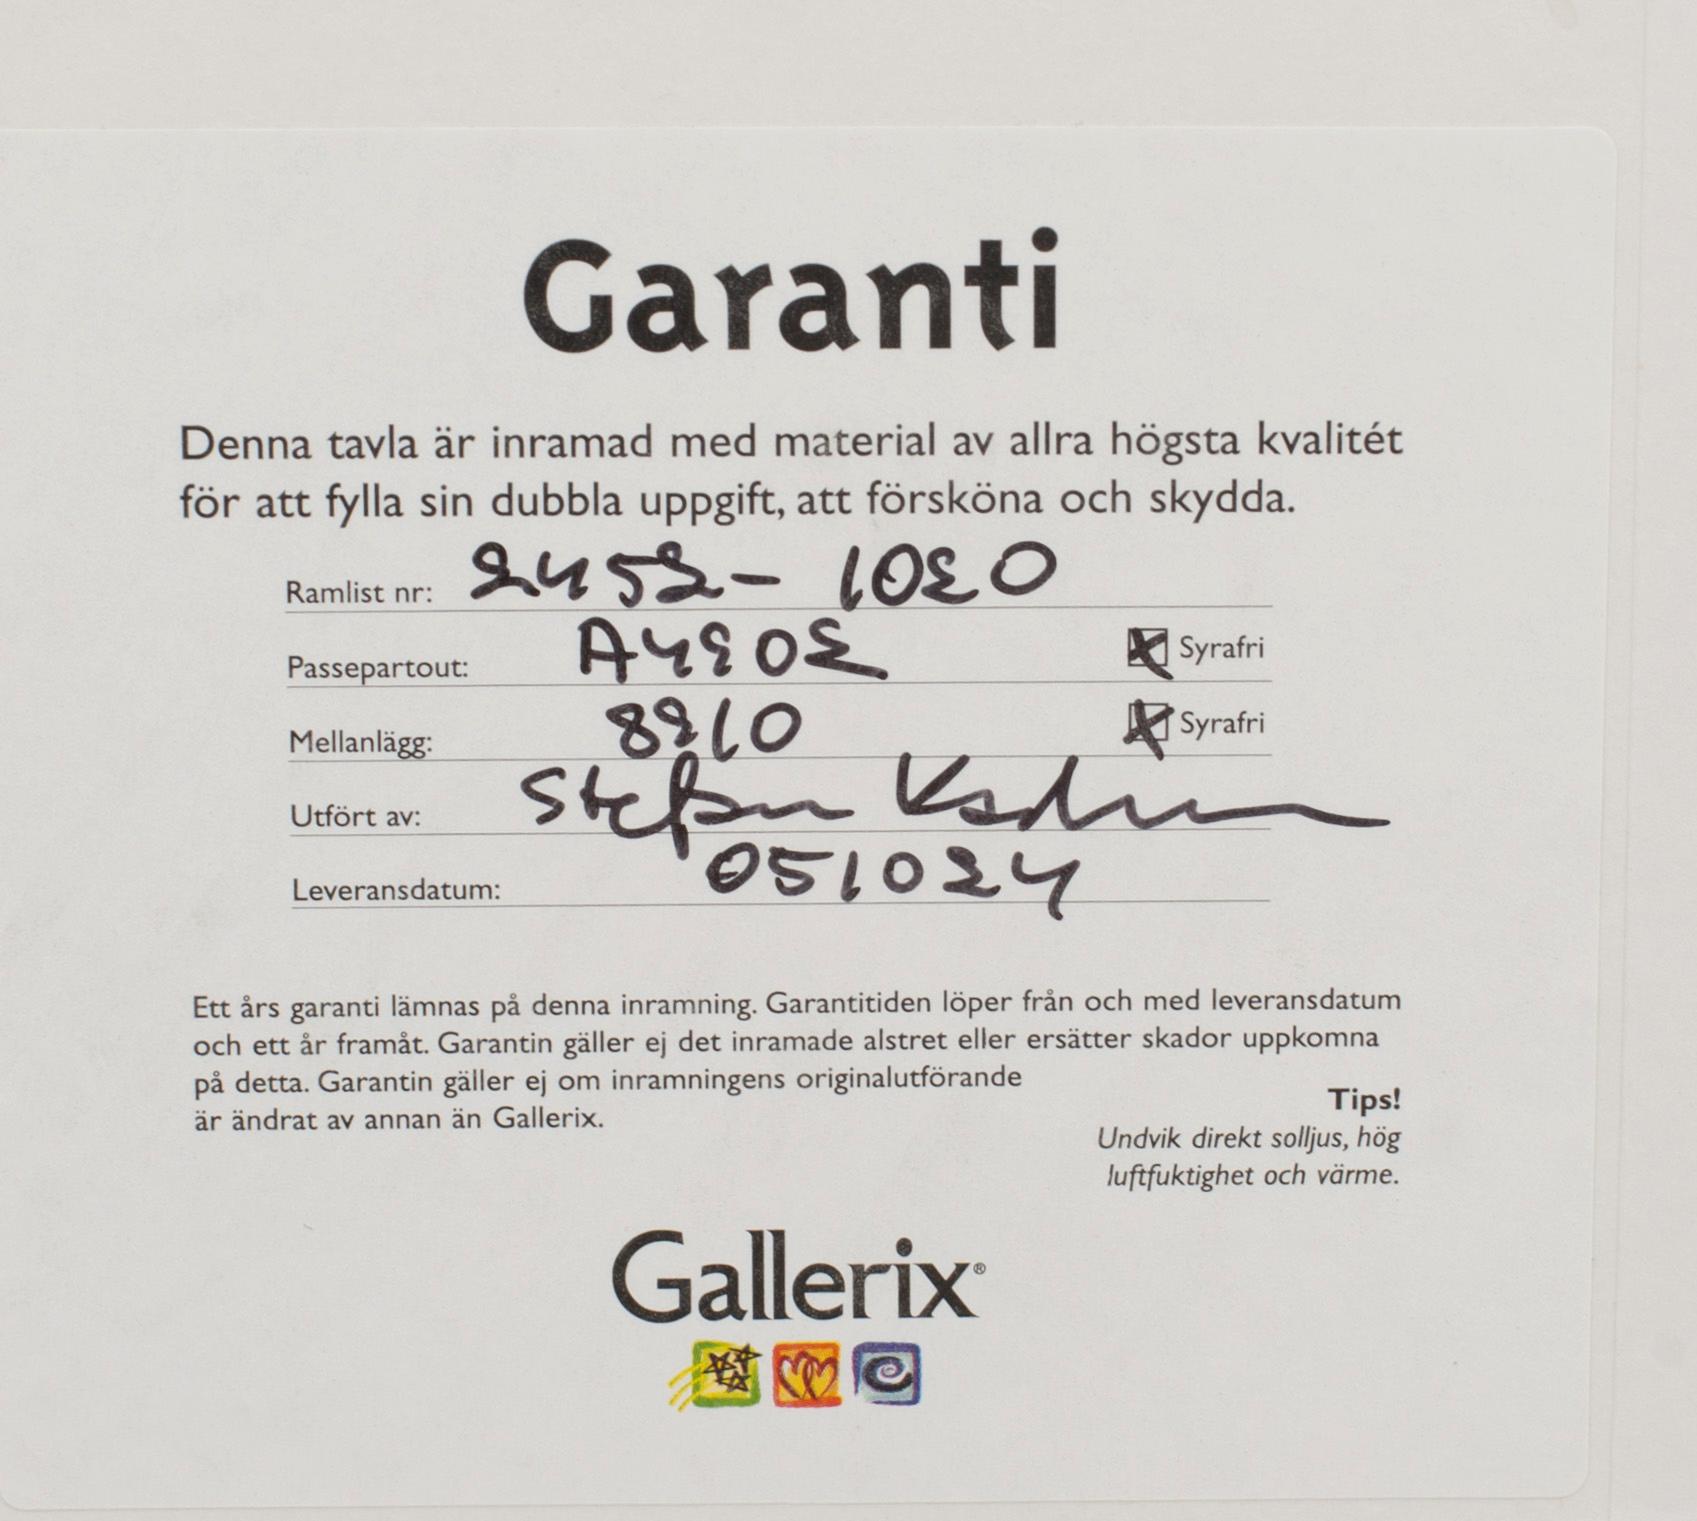 Garanti
Denna tavla är inramad med material av allra högsta kvalitét
för att fylla sin dubbla uppgift, att försköna och skydda.
Ramlist nr: 2452 - 1020
Passepartout: A4902 Syrafri
Mellanlägg: 8910 Syrafri
Utfört av: Stefan
Leveransdatum: 051024
Ett års garanti lämnas på denna inramning. Garantitiden löper från och med leveransdatum
och ett år framåt. Garantin gäller ej det inramade alstret eller ersätter skador uppkomna
på detta. Garantin gäller ej om inramningens originalutförande
är ändrat av annan än Gallerix.
Tips!
Undvik direkt solljus, hög
luftfuktighet och värme.
Gallerix®